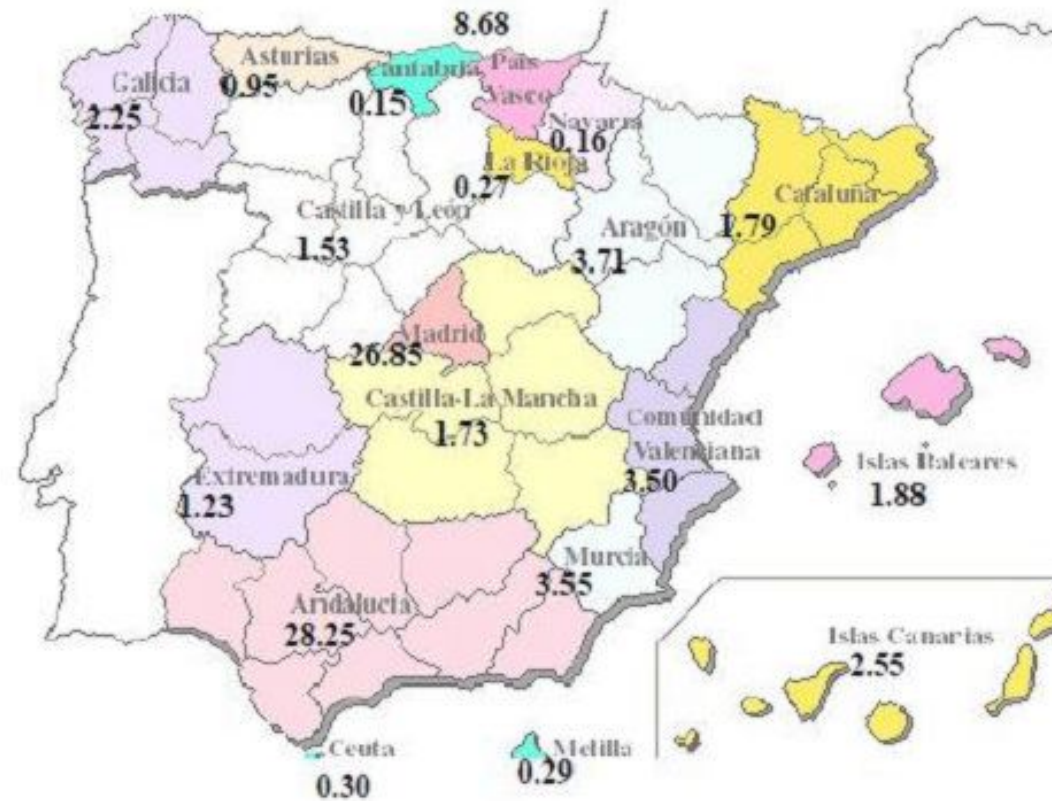 8.68
Asturias
0.95
Cantabria
0.15
País
Vasco
Galicia
2.25
Navarra
0.16
La Rioja
0.27
Cataluña
1.79
Castilla y León
1.53
Aragón
3.71
Madrid
26.85
Castilla-La Mancha
1.73
Comunidad
Valenciana
3.50
Islas Baleares
1.88
Extremadura
1.23
Murcia
3.55
Andalucia
28.25
Islas Canarias
2.55
Ceuta
0.30
Melilla
0.29